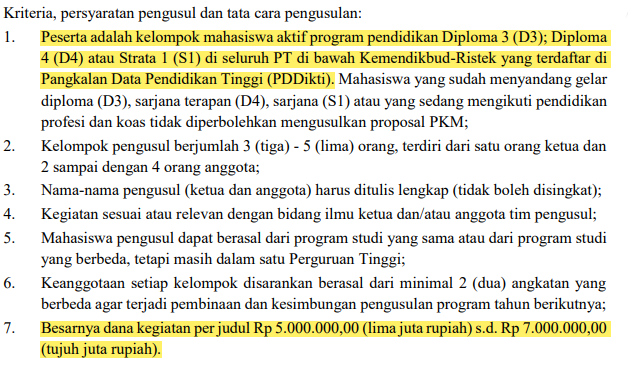 Kriteria, persyaratan pengusul dan tata cara pengusulan:
1. Peserta adalah kelompok mahasiswa aktif program pendidikan Diploma 3 (D3); Diploma
4 (D4) atau Strata 1 (S1) di seluruh PT di bawah Kemendikbud-Ristek yang terdaftar di
Pangkalan Data Pendidikan Tinggi (PDDikti). Mahasiswa yang sudah menyandang gelar
diploma (D3), sarjana terapan (D4), sarjana (S1) atau yang sedang mengikuti pendidikan
profesi dan koas tidak diperbolehkan mengusulkan proposal PKM;
2. Kelompok pengusul berjumlah 3 (tiga) - 5 (lima) orang, terdiri dari satu orang ketua dan
2 sampai dengan 4 orang anggota;
3. Nama-nama pengusul (ketua dan anggota) harus ditulis lengkap (tidak boleh disingkat);
4. Kegiatan sesuai atau relevan dengan bidang ilmu ketua dan/atau anggota tim pengusul;
5. Mahasiswa pengusul dapat berasal dari program studi yang sama atau dari program studi
yang berbeda, tetapi masih dalam satu Perguruan Tinggi;
6. Keanggotaan setiap kelompok disarankan berasal dari minimal 2 (dua) angkatan yang
berbeda agar terjadi pembinaan dan kesimbungan pengusulan program tahun berikutnya;
7. Besarnya dana kegiatan per judul Rp 5.000.000,00 (lima juta rupiah) s.d. Rp 7.000.000,00
(tujuh juta rupiah).